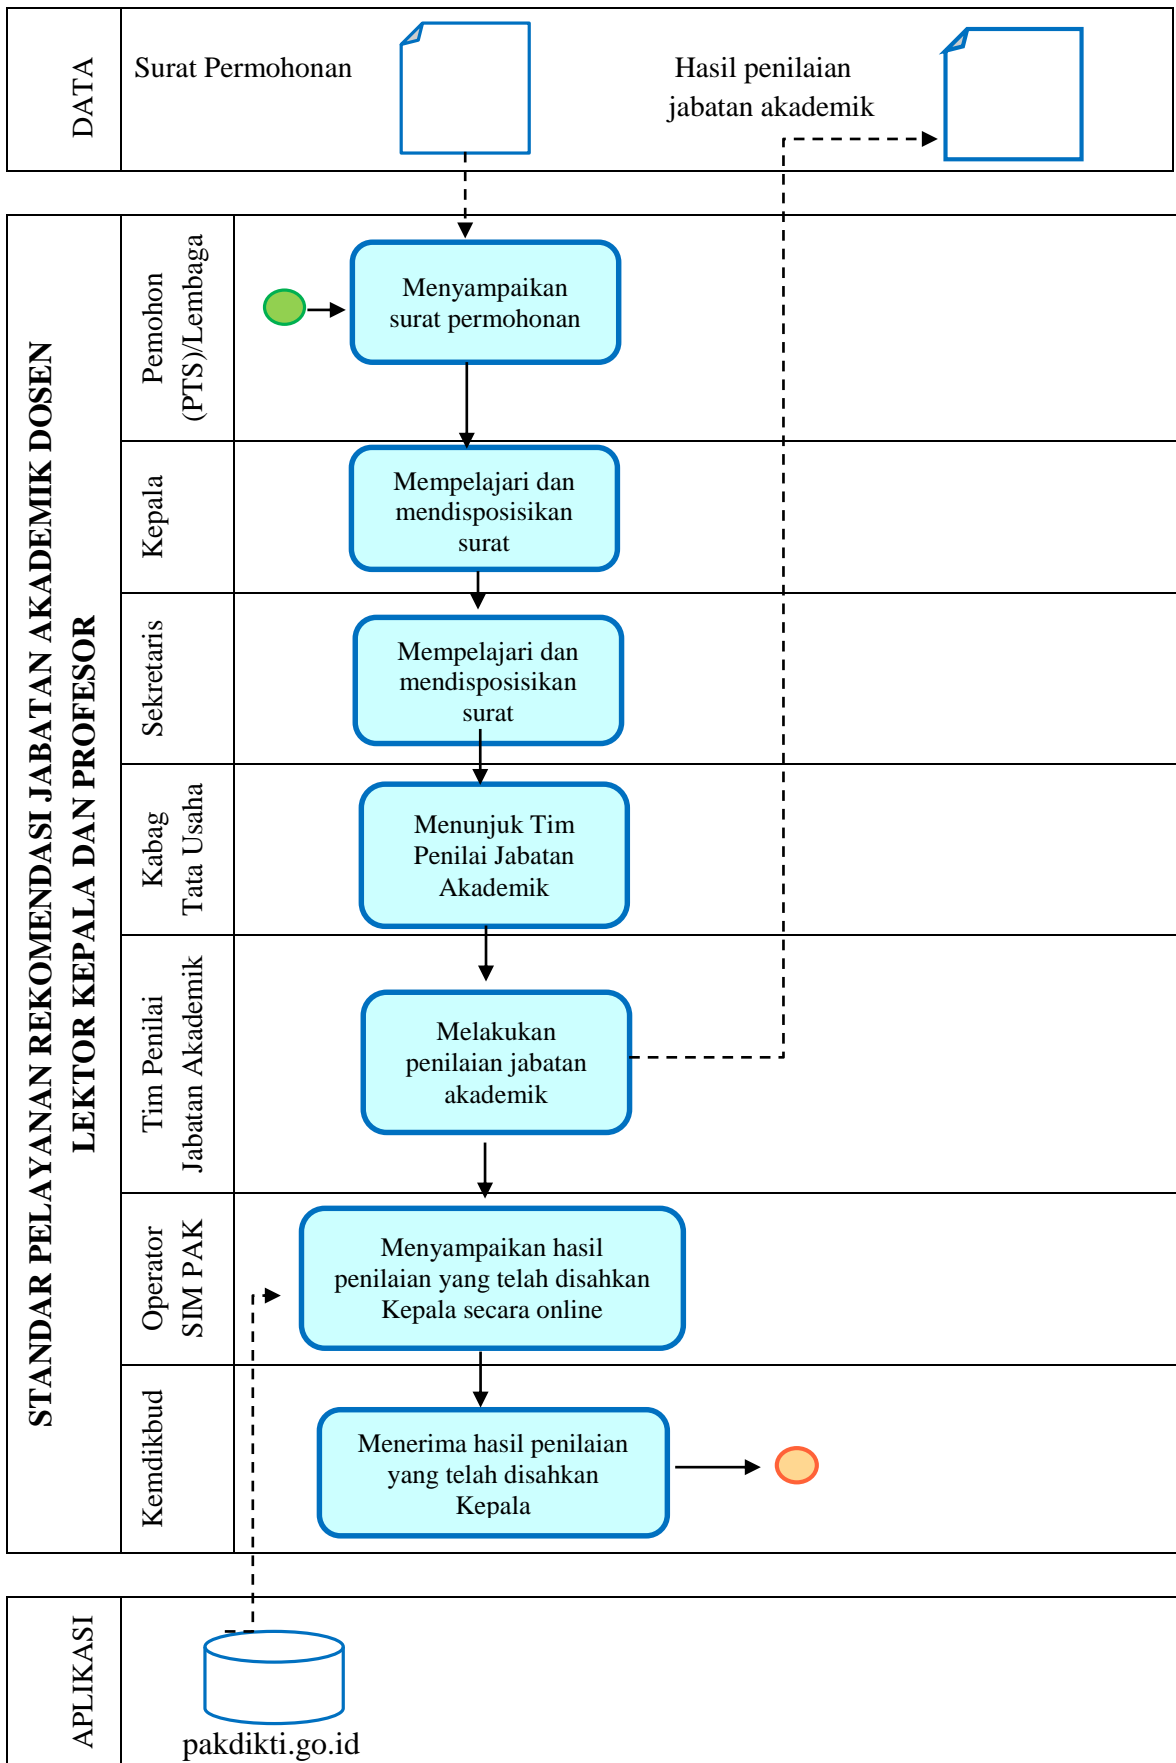 DATA
Surat Permohonan
Hasil penilaian
jabatan akademik
STANDAR PELAYANAN REKOMENDASI JABATAN AKADEMIK DOSEN
LEKTOR KEPALA DAN PROFESOR
Pemohon
(PTS)/Lembaga
Menyampaikan
surat permohonan
Kepala
Mempelajari dan
mendisposisikan
surat
Sekretaris
Mempelajari dan
mendisposisikan
surat
Kabag
Tata Usaha
Menunjuk Tim
Penilai Jabatan
Akademik
Tim Penilai
Jabatan Akademik
Melakukan
penilaian jabatan
akademik
Operator
SIM PAK
Menyampaikan hasil
penilaian yang telah disahkan
Kepala secara online
Kemdikbud
Menerima hasil penilaian
yang telah disahkan
Kepala
APLIKASI
pakdikti.go.id